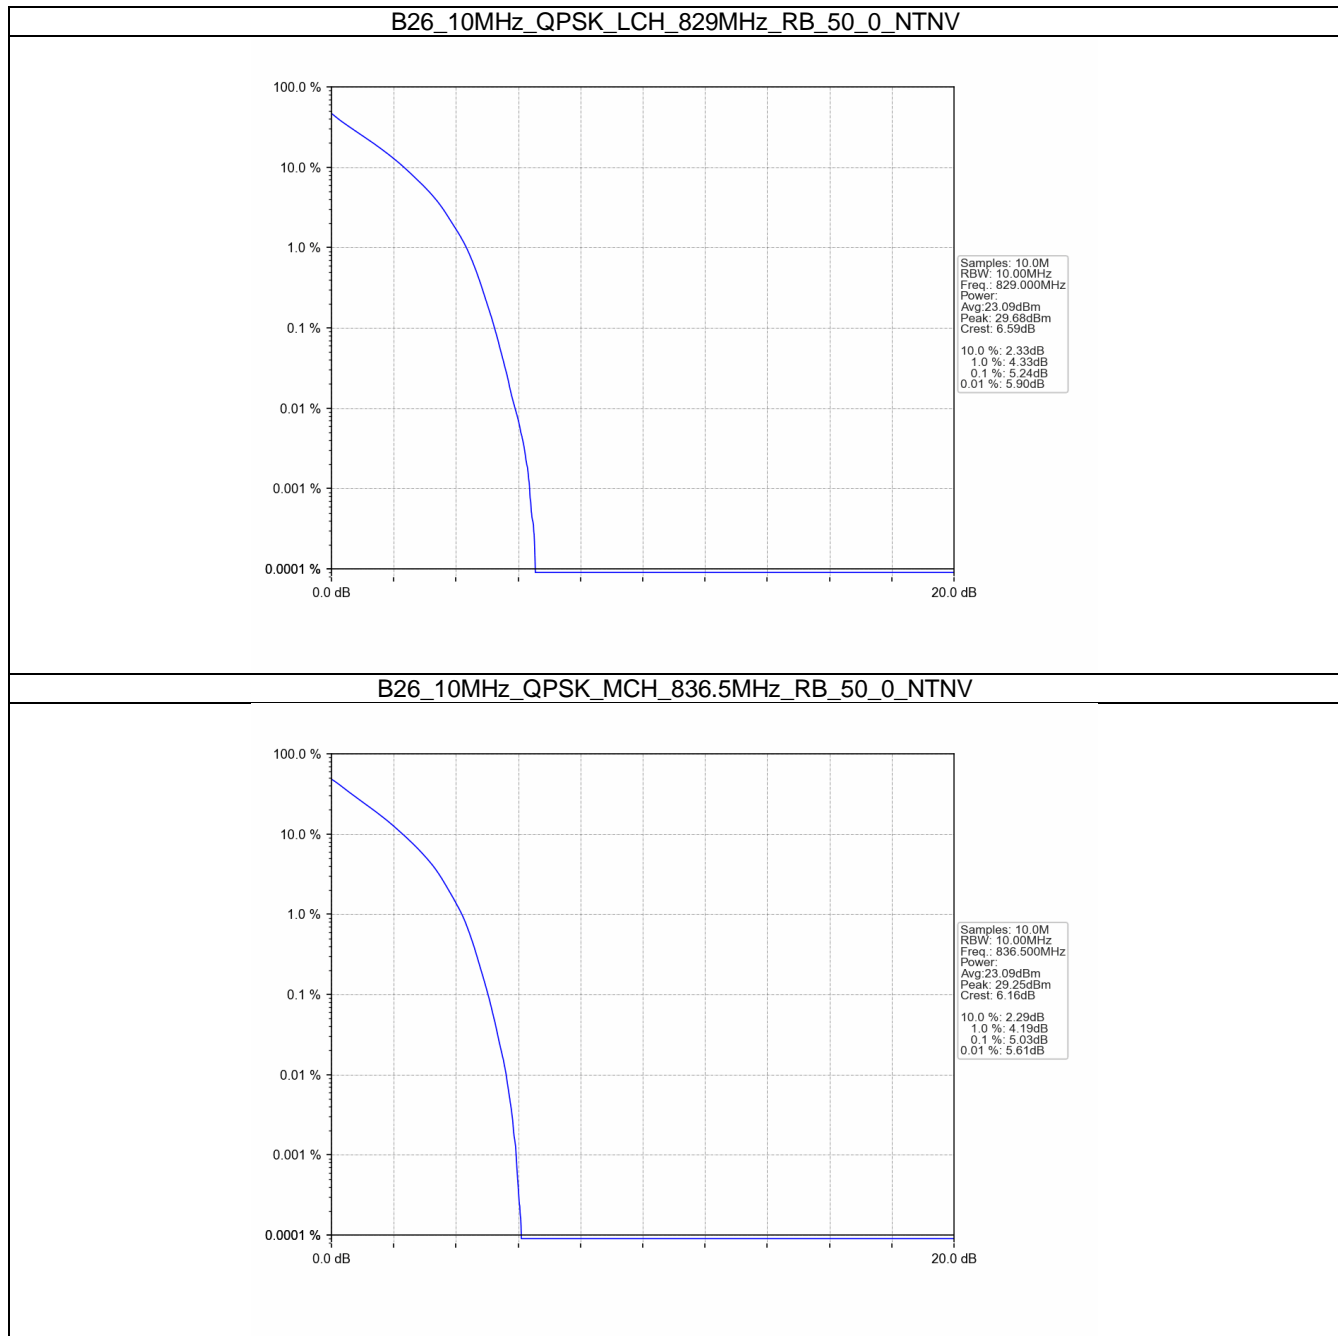 B26_10MHz_QPSK_LCH_829MHz_RB_50_0_NTNV
100.0 %
10.0 %
1.0 %
0.1 %
0.01 %
0.001 %
0.0001 %
0.0 dB
20.0 dB
Samples: 10.0M
RBW: 10.00MHz
Freq.: 829.000MHz
Power:
Avg:23.09dBm
Peak: 29.68dBm
Crest: 6.59dB
10.0 %: 2.33dB
1.0 %: 4.33dB
0.1 %: 5.24dB
0.01 %: 5.90dB
B26_10MHz_QPSK_MCH_836.5MHz_RB_50_0_NTNV
100.0 %
10.0 %
1.0 %
0.1 %
0.01 %
0.001 %
0.0001 %
0.0 dB
20.0 dB
Samples: 10.0M
RBW: 10.00MHz
Freq.: 836.500MHz
Power:
Avg:23.09dBm
Peak: 29.25dBm
Crest: 6.16dB
10.0 %: 2.29dB
1.0 %: 4.19dB
0.1 %: 5.03dB
0.01 %: 5.61dB